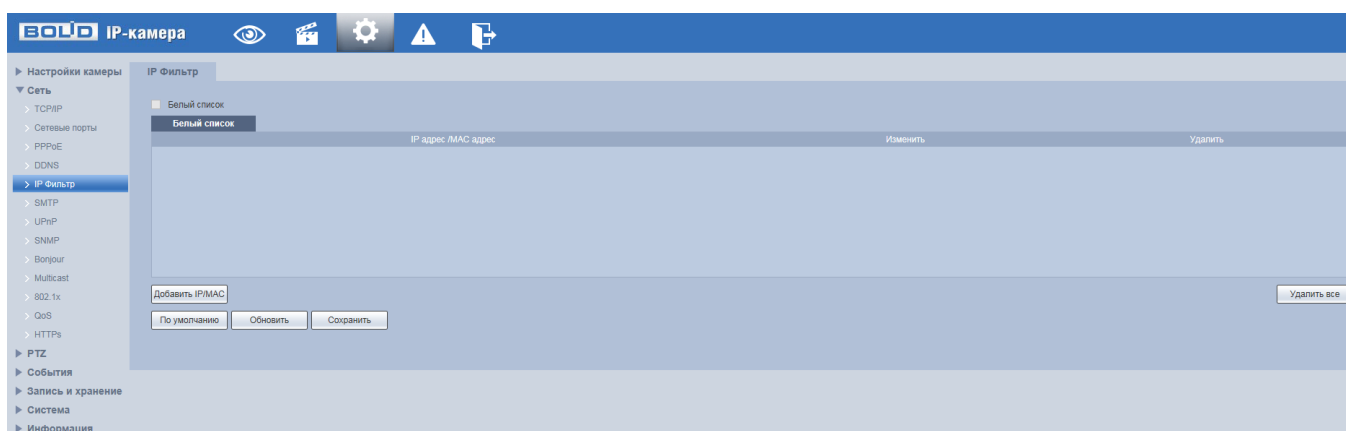 BOLID IP-камера
Настройки камеры
Сеть
TCP/IP
Сетевые порты
PPPoE
DDNS
IP Фильтр
SMTP
UPnP
SNMP
Bonjour
Multicast
802.1x
QoS
HTTPs
PTZ
События
Запись и хранение
Система
Информация
IP Фильтр
Белый список
Белый список
IP адрес /MAC адрес Изменить Удалить
Добавить IP/MAC Удалить все
По умолчанию Обновить Сохранить